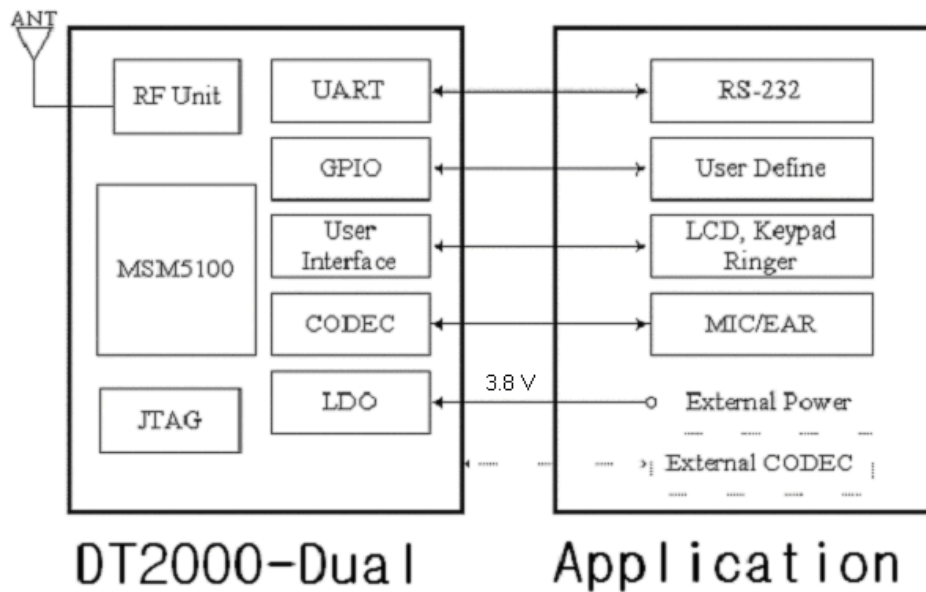 ANT
RF Unit
UART
RS-232
GPIO
User Define
MSM5100
User
Interface
LCD, Keypad
Ringer
CODEC
MIC/EAR
JTAG
LDO
3.8 V
External Power
External CODEC
DT2000-Dual
Application